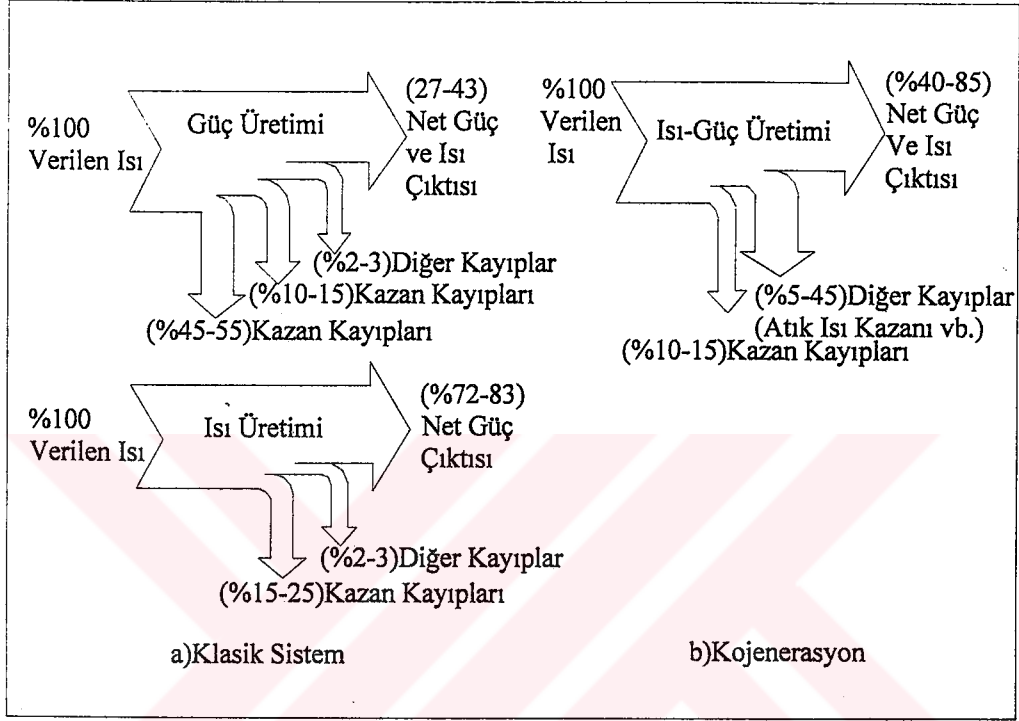 %100
Verilen Isı
Güç Üretimi
(27-43)
Net Güç
ve Isı
Çıktısı
(%2-3)Diğer Kayıplar
(%10-15)Kazan Kayıpları
(%45-55)Kazan Kayıpları
%100
Verilen Isı
Isı Üretimi
(%72-83)
Net Güç
Çıktısı
(%2-3)Diğer Kayıplar
(%15-25)Kazan Kayıpları
a)Klasik Sistem
%100
Verilen
Isı
Isı-Güç Üretimi
(%40-85)
Net Güç
Ve Isı
Çıktısı
(%5-45)Diğer Kayıplar
(Atık Isı Kazanı vb.)
(%10-15)Kazan Kayıpları
b)Kojenerasyon